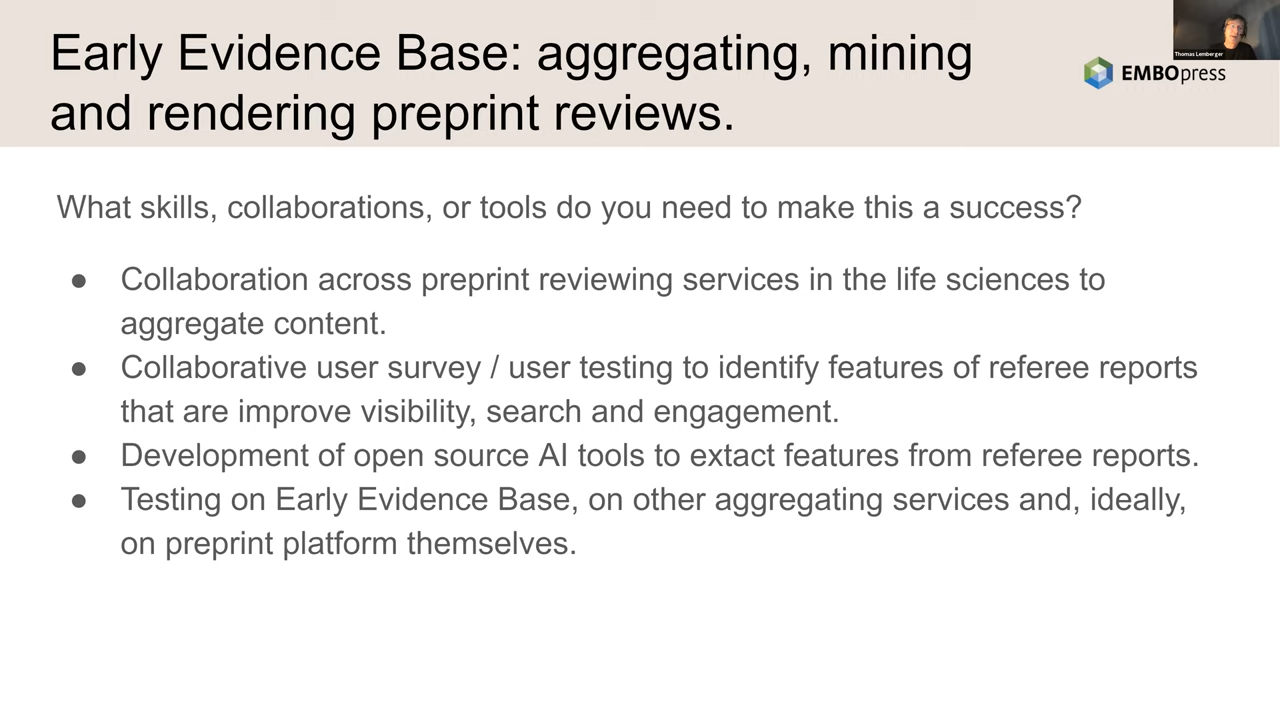 Early Evidence Base: aggregating, mining
and rendering preprint reviews.
Thomas Lemberger
EMBOpress
What skills, collaborations, or tools do you need to make this a success?
● Collaboration across preprint reviewing services in the life sciences to
aggregate content.
● Collaborative user survey / user testing to identify features of referee reports
that are improve visibility, search and engagement.
● Development of open source AI tools to extact features from referee reports.
● Testing on Early Evidence Base, on other aggregating services and, ideally,
on preprint platform themselves.